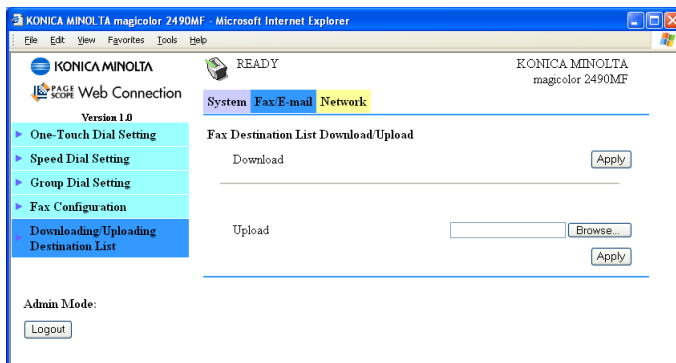 KONICA MINOLTA magicolor 2490MF - Microsoft Internet Explorer
File Edit View Favorites Tools Help
KONICA MINOLTA
PAGE SCOPE Web Connection
Version 1.0
READY
KONICA MINOLTA
magicolor 2490MF
System Fax/E-mail Network
One-Touch Dial Setting
Speed Dial Setting
Group Dial Setting
Fax Configuration
Downloading/Uploading
Destination List
Fax Destination List Download/Upload
Download Apply
Upload Browse...
Apply
Admin Mode:
Logout